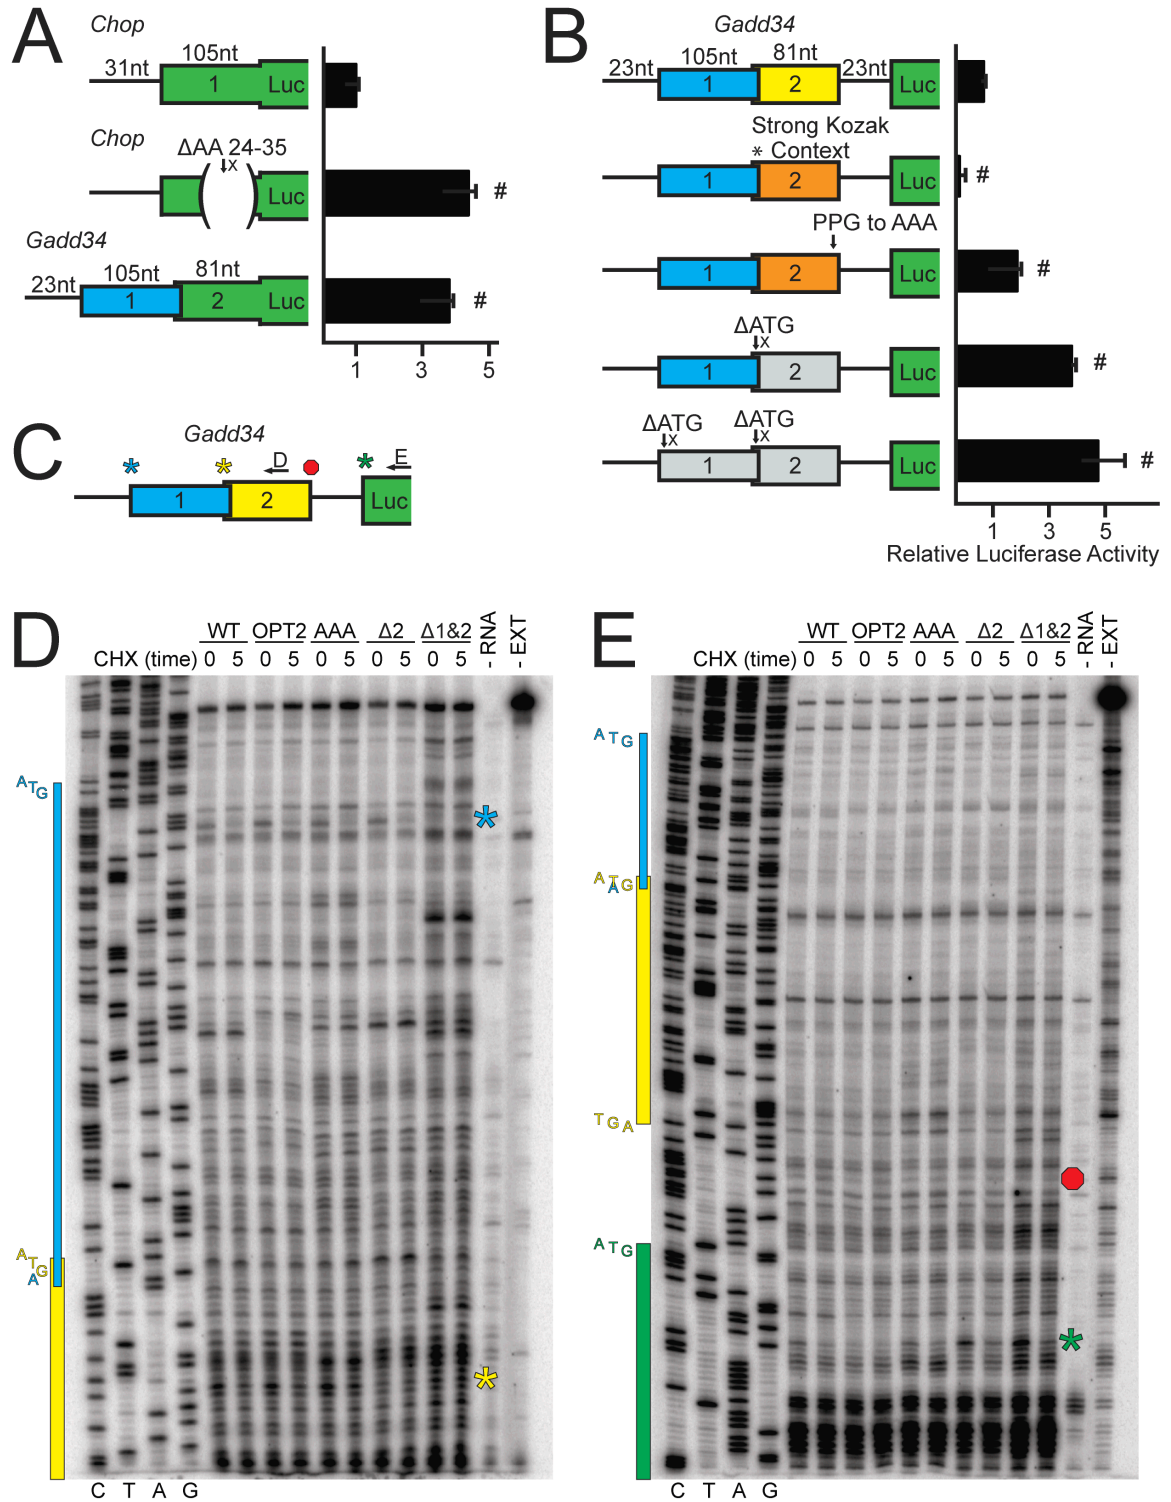 A
Chop
105nt
31nt
1
Luc
Chop
ΔAA 24-35
x
Luc
Gadd34
105nt
81nt
23nt
1
2
Luc
#
#
1
3
5
B
Gadd34
105nt
81nt
23nt
23nt
1
2
Luc
Strong Kozak
* Context
1
2
Luc
#
PPG to AAA
1
2
Luc
#
ΔATG
x
1
2
Luc
#
ΔATG
ΔATG
x
x
1
2
Luc
#
1
3
5
Relative Luciferase Activity
C
Gadd34
* * D * E
1
2
Luc
D
WT OPT2 AAA Δ2 Δ1&2 - RNA - EXT
CHX (time) 0 5 0 5 0 5 0 5 0 5
ATG
*
ATG
A
*
C T A G
E
WT OPT2 AAA Δ2 Δ1&2 - RNA - EXT
CHX (time) 0 5 0 5 0 5 0 5 0 5
ATG
ATG
A
TGA
ATG
*
C T A G